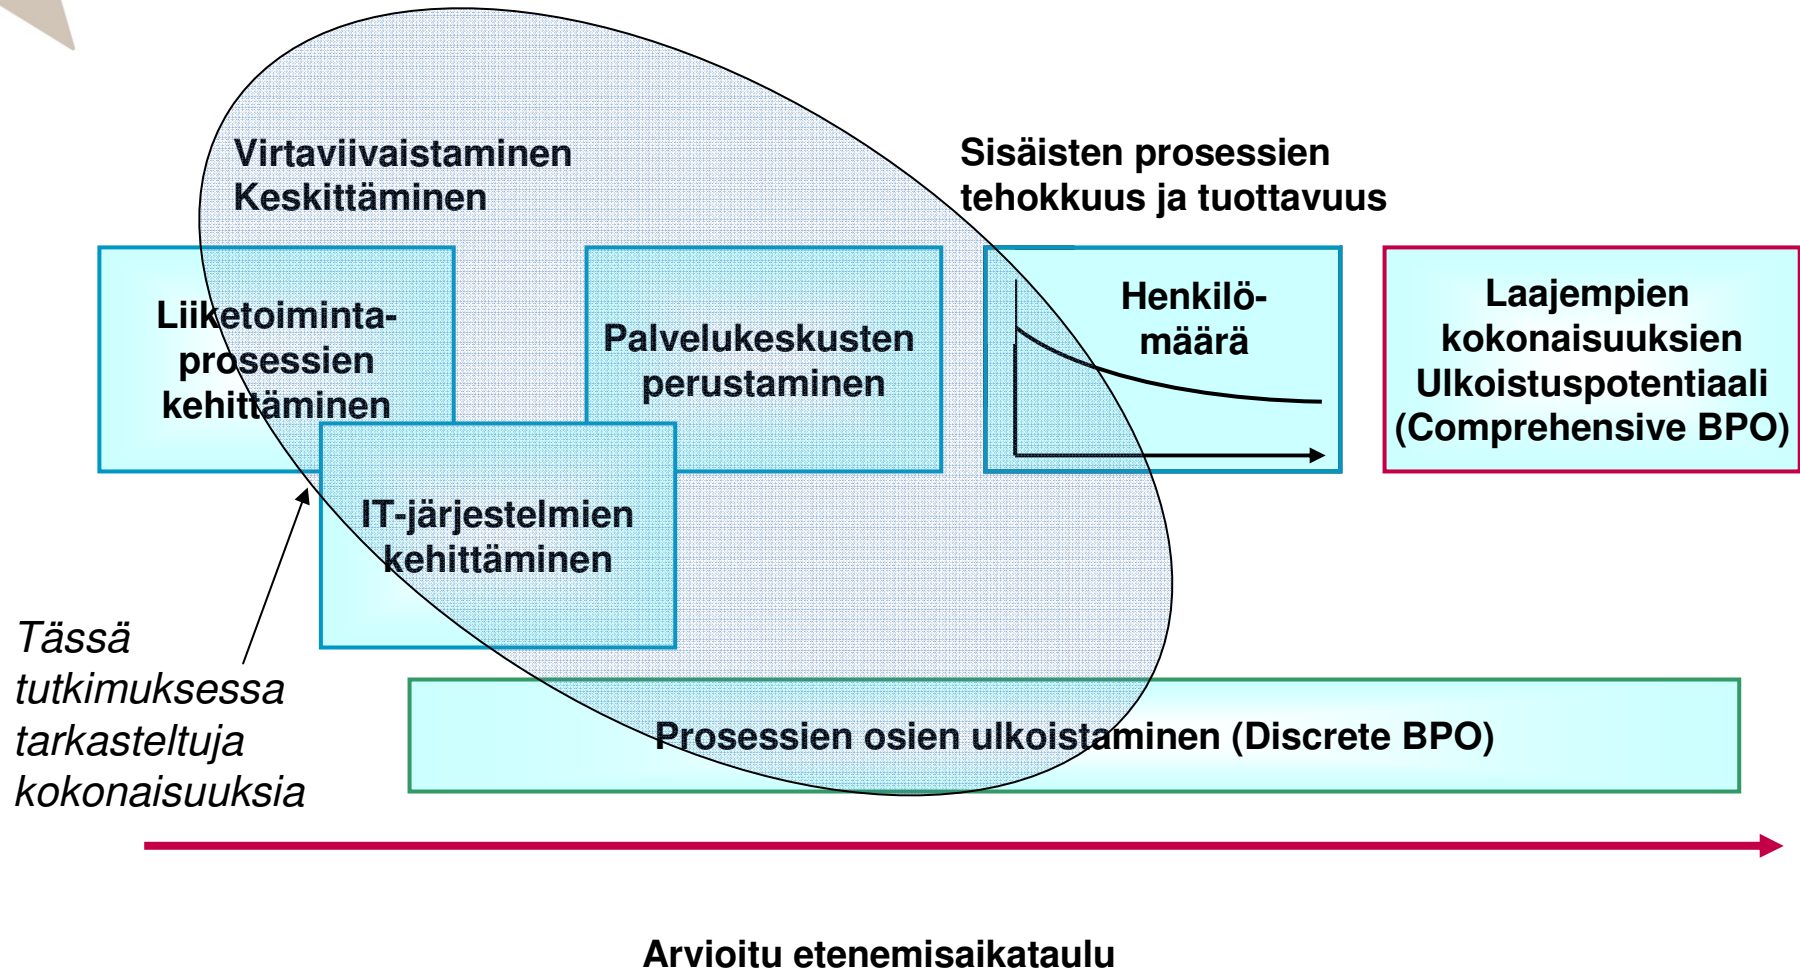 Virtaviivaistaminen
Keskittäminen
Sisäisten prosessien
tehokkuus ja tuottavuus
Liiketoiminta-
prosessien
kehittäminen
Palvelukeskusten
perustaminen
Henkilö-
määrä
Laajempien
kokonaisuuksien
Ulkoistuspotentiaali
(Comprehensive BPO)
IT-järjestelmien
kehittäminen
Tässä
tutkimuksessa
tarkasteltuja
kokonaisuuksia
Prosessien osien ulkoistaminen (Discrete BPO)
Arvioitu etenemisaikataulu